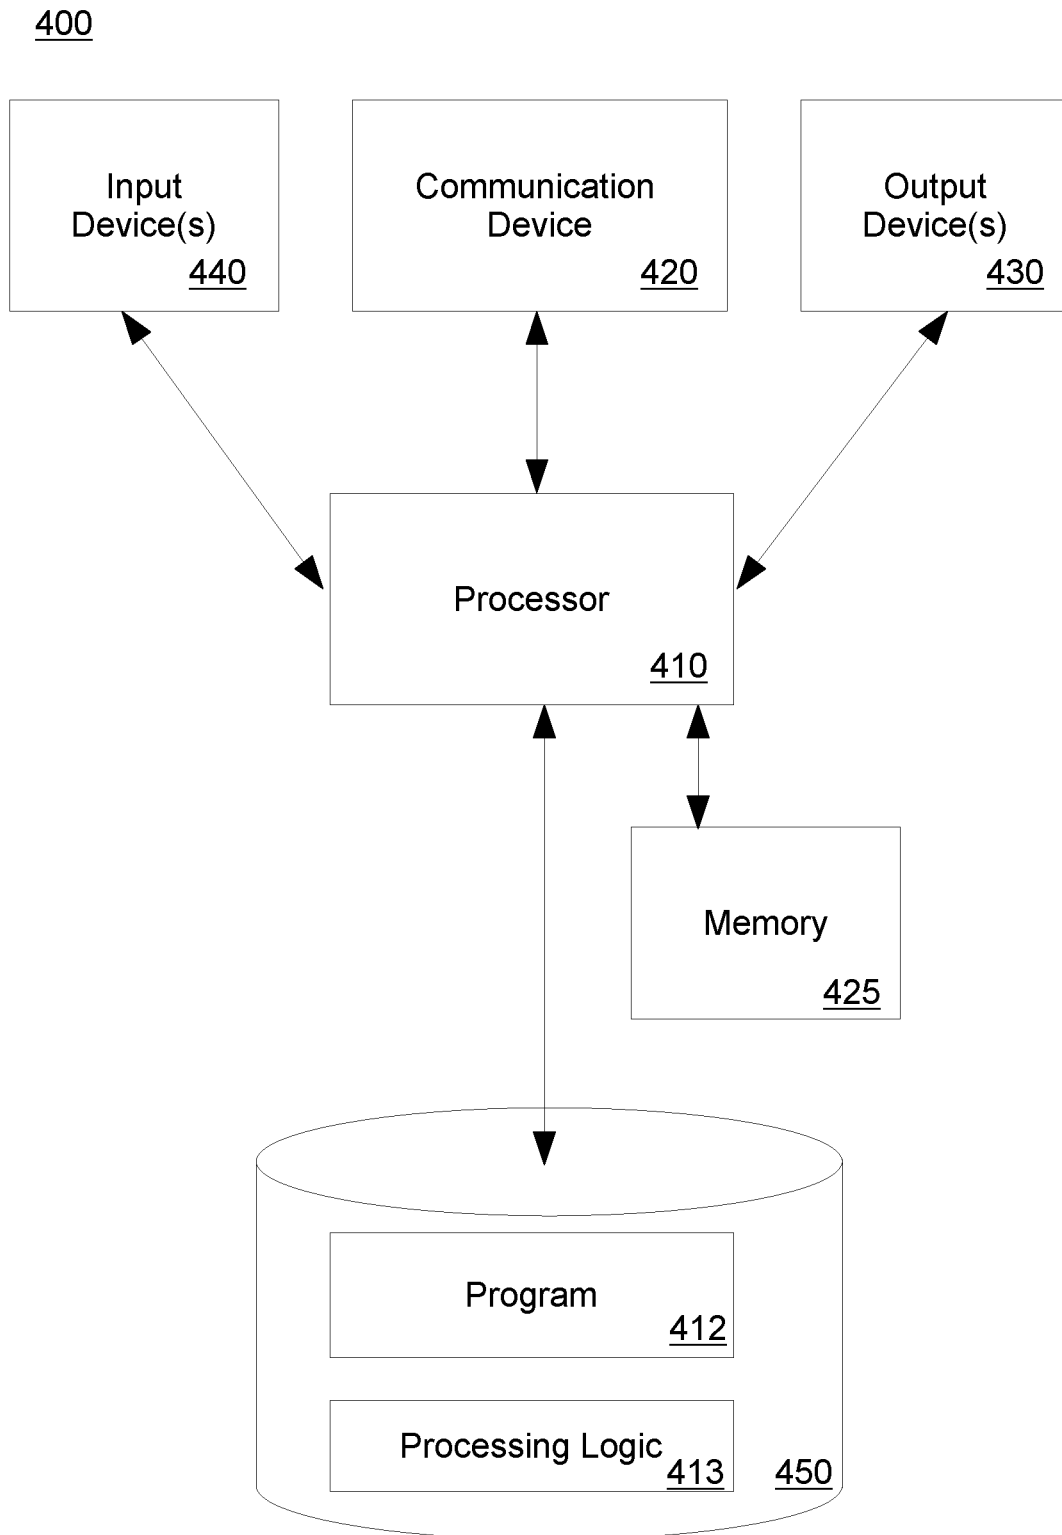 400
Input
Device(s)
440
Communication
Device
420
Output
Device(s)
430
Processor
410
Memory
425
Program
412
Processing Logic
413
450